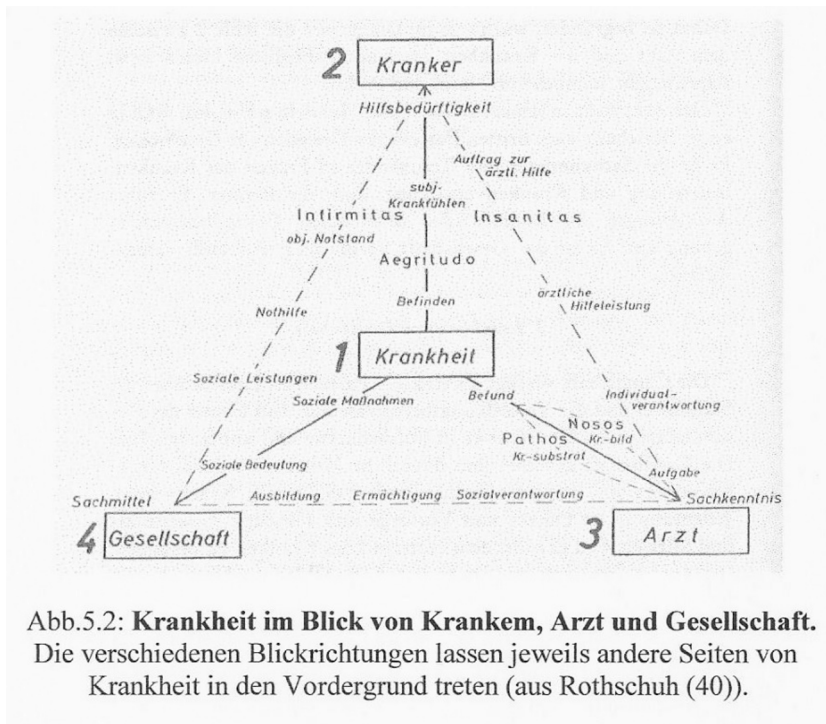 2 Kranker
Hilfsbedürftigkeit
Auftrag zur
ärztl. Hilfe
subj-
Krankfühlen
Infirmitas
Insanitas
obj. Notstand
Aegritudo
ärztliche
Hilfeleistung
Befinden
Nothilfe
1 Krankheit
Soziale Leistungen
Soziale Maßnahmen
Befund
Individual-
verantwortung
Nosos
Pathos Kr.-bild
Kr.-substrat
Soziale Bedeutung
Aufgabe
Sachmittel Ausbildung Ermächtigung Sozialverantwortung Sachkenntnis
4 Gesellschaft
3 Arzt
Abb.5.2: Krankheit im Blick von Krankem, Arzt und Gesellschaft.
Die verschiedenen Blickrichtungen lassen jeweils andere Seiten von
Krankheit in den Vordergrund treten (aus Rothschuh (40)).